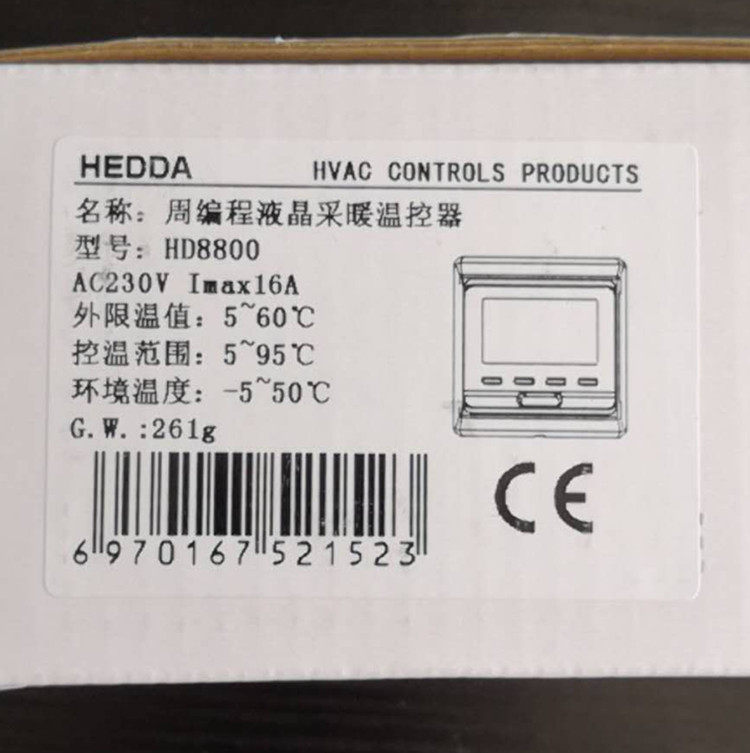 HEDDA HVAC CONTROLS PRODUCTS
名称：周编程液晶采暖温控器
型号：HD8800
AC230V Imax16A
外限温值：5~60℃
控温范围：5~95℃
环境温度：-5~50℃
G.W.:261g
6970167521523
CE